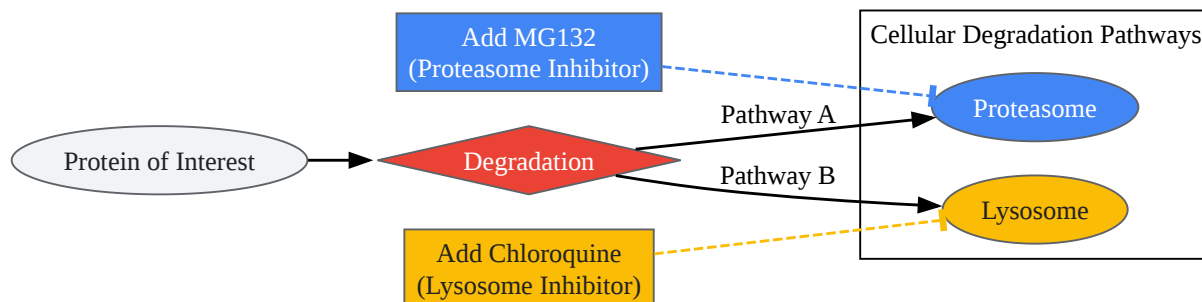 Add MG132
(Proteasome Inhibitor)
Cellular Degradation Pathways
Proteasome
Pathway A
Protein of Interest
Degradation
Pathway B
Lysosome
Add Chloroquine
(Lysosome Inhibitor)